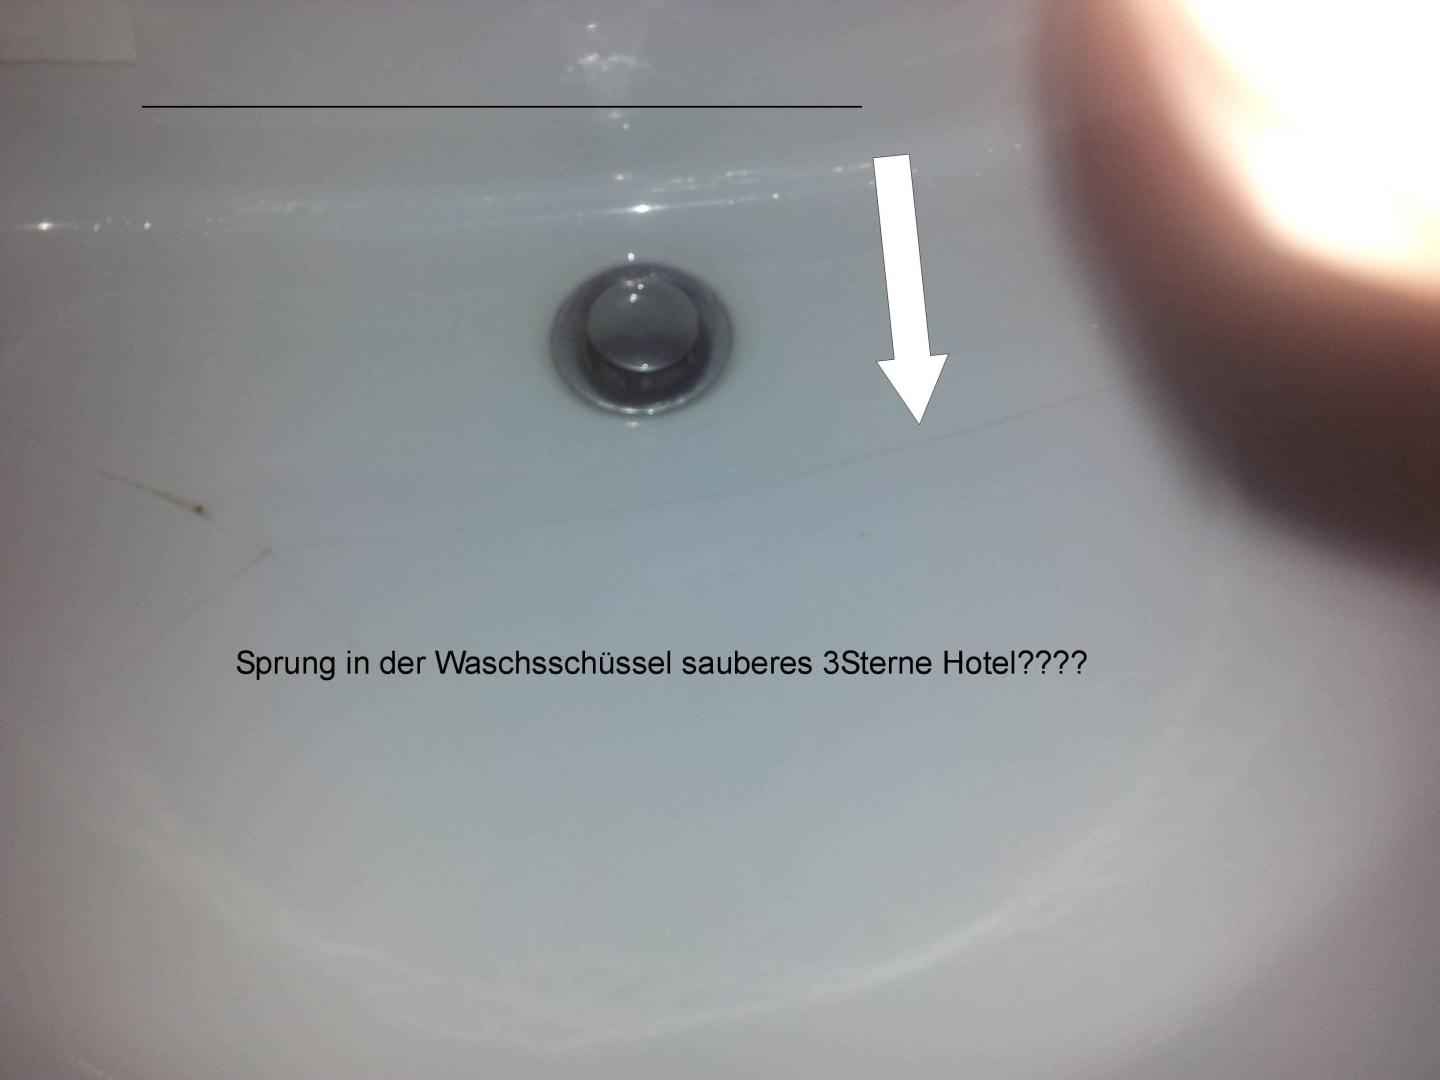 Sprung in der Waschsschüssel sauberes 3Sterne Hotel????